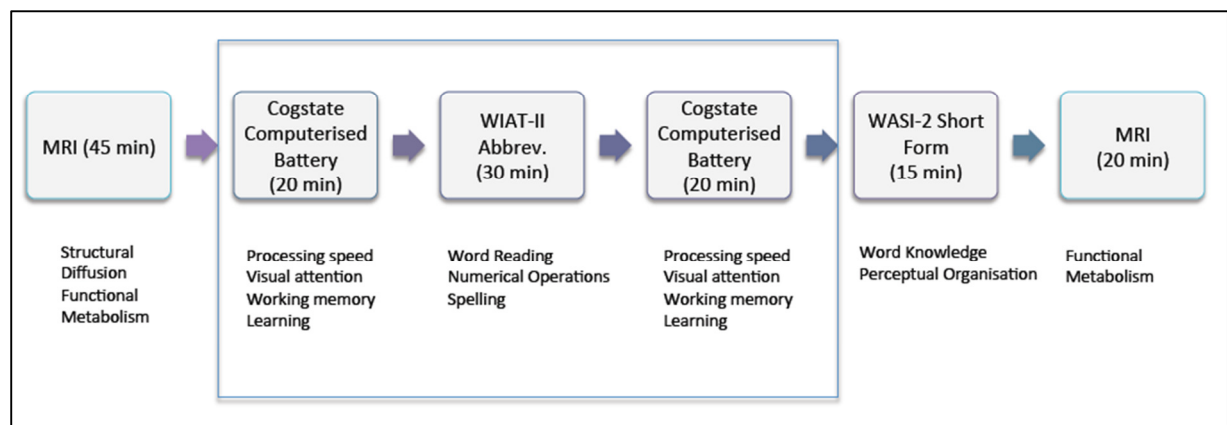 MRI (45 min)
Cogstate
Computerised
Battery
(20 min)
WIAT-II
Abbrev.
(30 min)
Cogstate
Computerised
Battery
(20 min)
WASI-2 Short
Form
(15 min)
MRI
(20 min)
Structural
Diffusion
Functional
Metabolism
Processing speed
Visual attention
Working memory
Learning
Word Reading
Numerical Operations
Spelling
Processing speed
Visual attention
Working memory
Learning
Word Knowledge
Perceptual Organisation
Functional
Metabolism